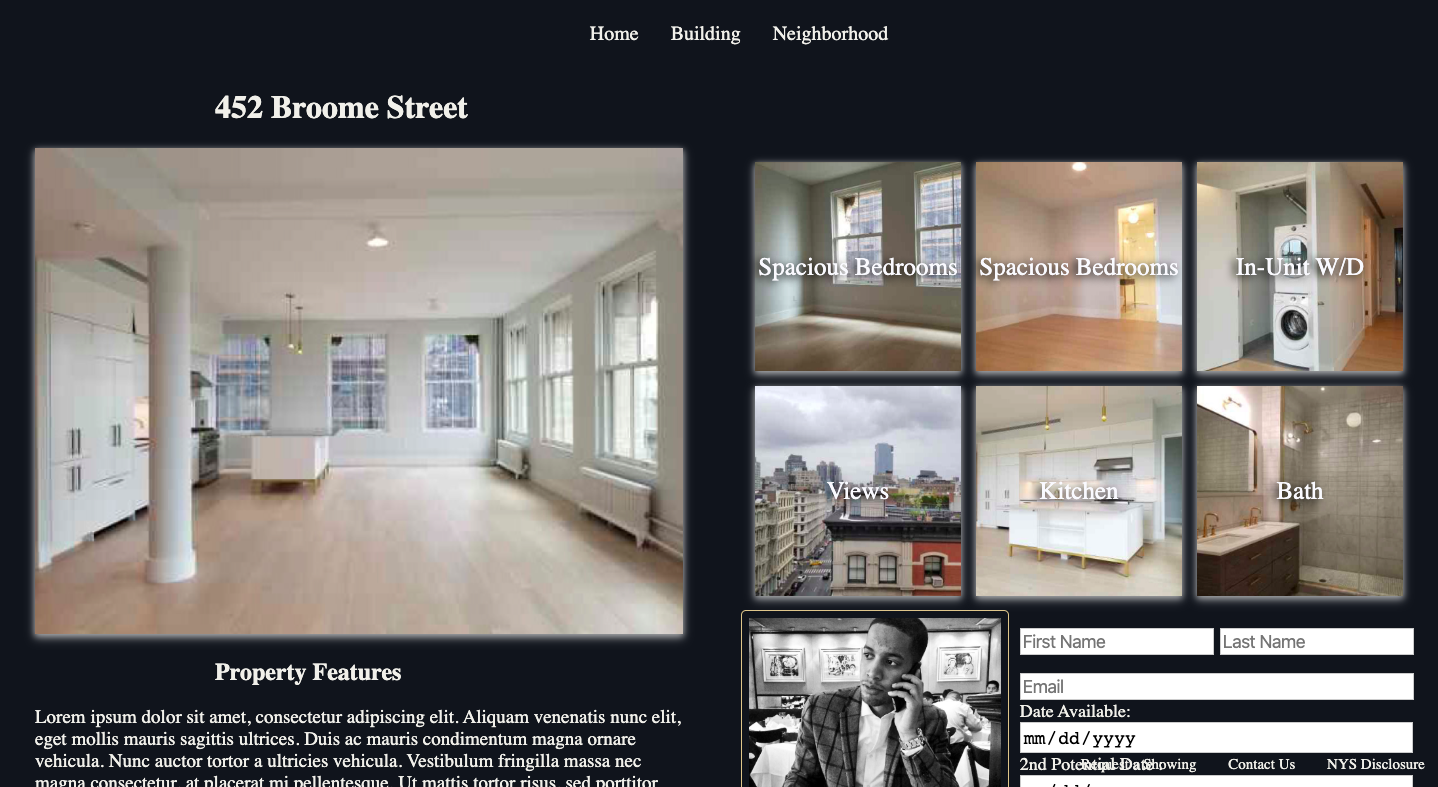 Home Building Neighborhood
452 Broome Street
Spacious Bedrooms Spacious Bedrooms In-Unit W/D
Views Kitchen Bath
Property Features
Lorem ipsum dolor sit amet, consectetur adipiscing elit. Aliquam venenatis nunc elit,
eget mollis mauris sagittis ultrices. Duis ac mauris condimentum magna ornare
vehicula. Nunc auctor tortor a ultricies vehicula. Vestibulum fringilla massa nec
magna consectetur, at placerat mi pellentesque. Ut mattis tortor risus, sed porttitor
First Name Last Name
Email
Date Available:
mm/dd/yyyy
2nd Potential Date:
Request Showing Contact Us NYS Disclosure